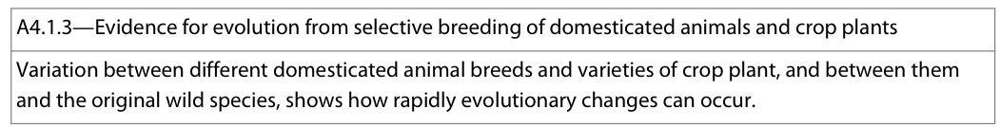 A4.1.3—Evidence for evolution from selective breeding of domesticated animals and crop plants
Variation between different domesticated animal breeds and varieties of crop plant, and between them
and the original wild species, shows how rapidly evolutionary changes can occur.